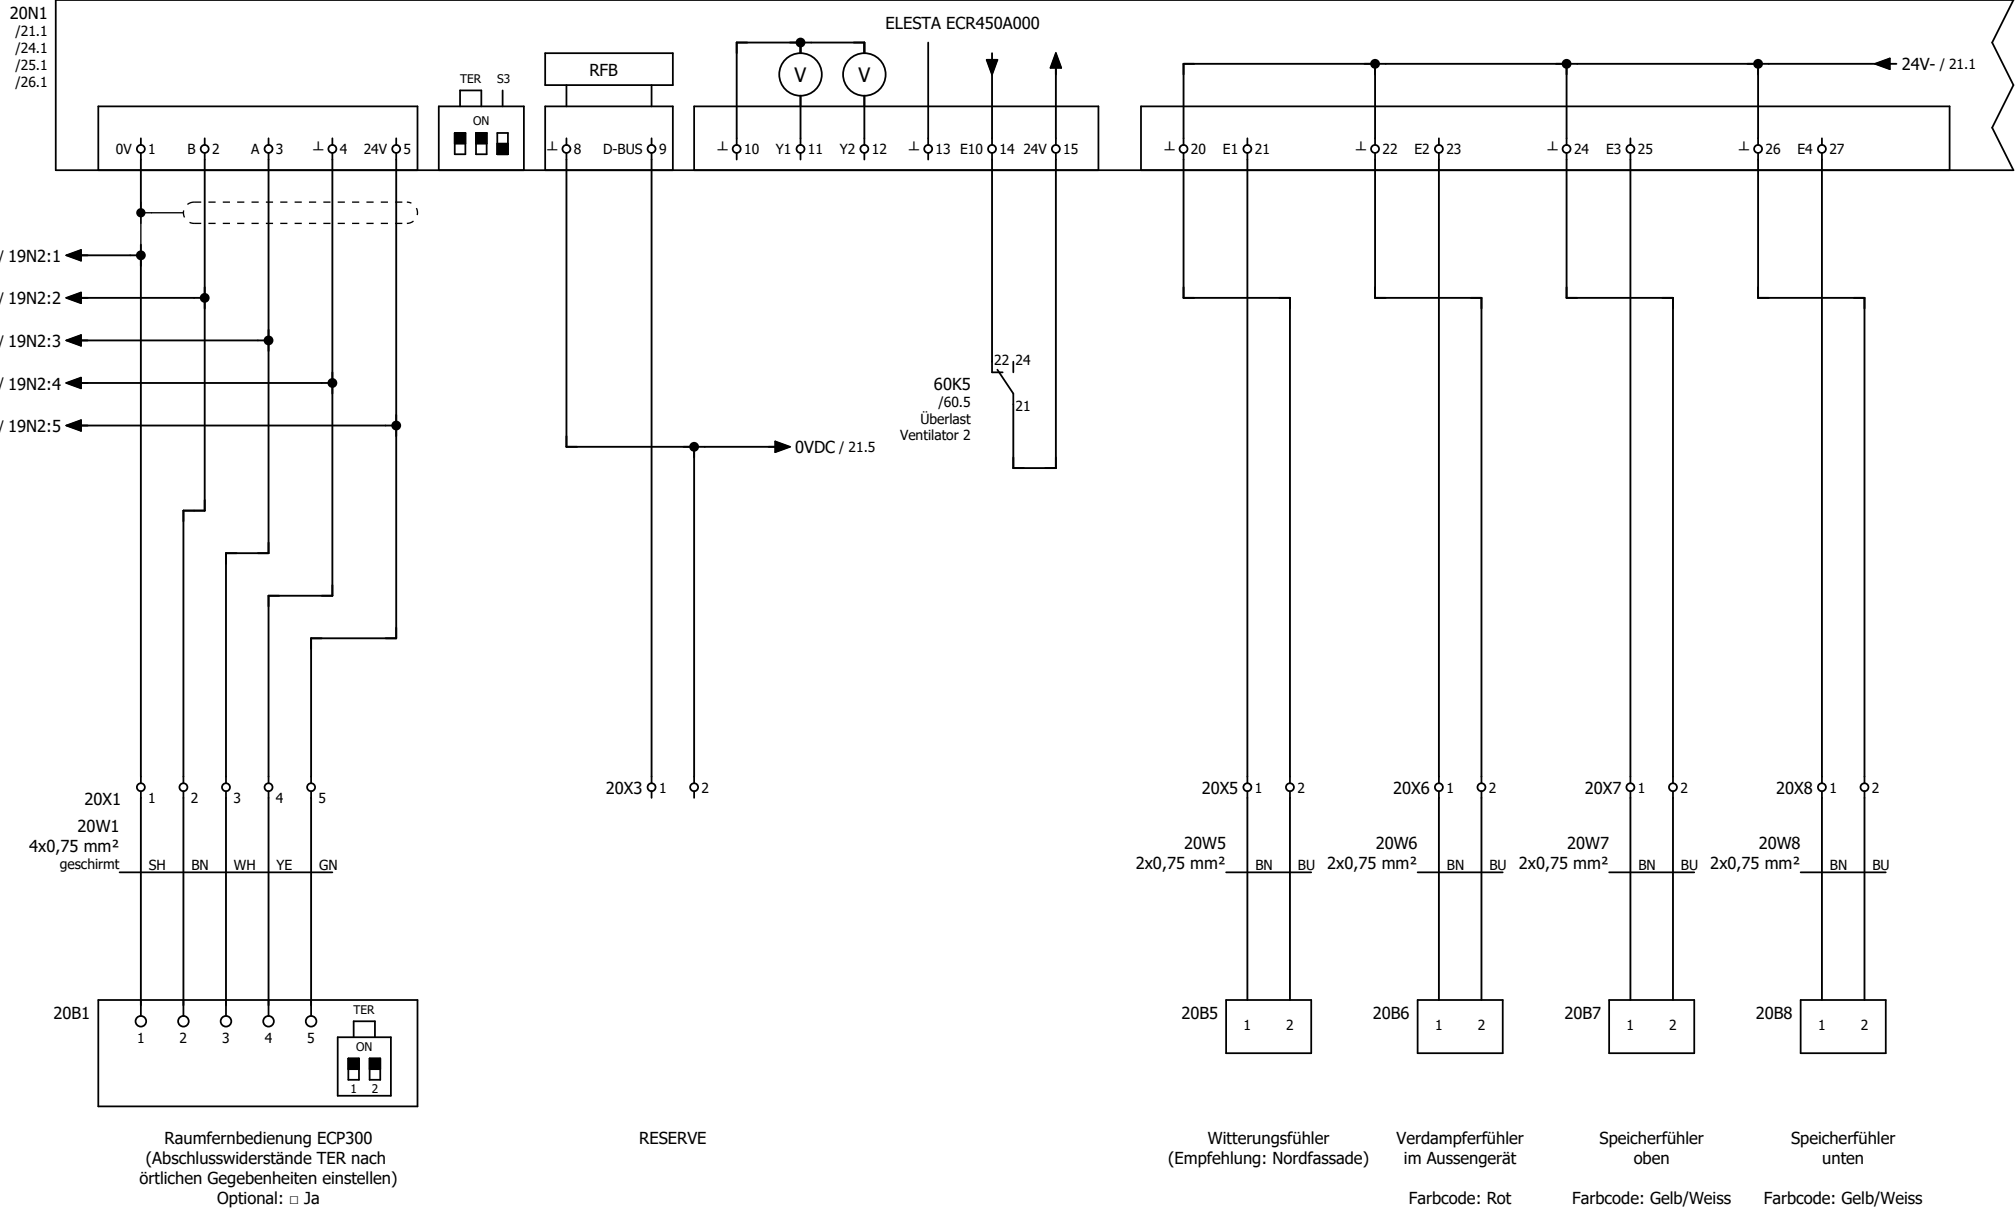 20N1
/21.1
/24.1
/25.1
/26.1
ELESTA ECR450A000
RFB
V V
TER S3
ON
24V- / 21.1
0V 1 B 2 A 3 ⊥ 4 24V 5
⊥ 8 D-BUS 9
⊥ 10 Y1 11 Y2 12 ⊥ 13 E10 14 24V 15
⊥ 20 E1 21 ⊥ 22 E2 23 ⊥ 24 E3 25 ⊥ 26 E4 27
/ 19N2:1
/ 19N2:2
/ 19N2:3
/ 19N2:4
/ 19N2:5
22 24
21
60K5
/60.5
Überlast
Ventilator 2
0VDC / 21.5
20X1 1 2 3 4 5
20X3 1 2
20X5 1 2
20X6 1 2
20X7 1 2
20X8 1 2
20W1
4x0,75 mm²
geschirmt SH BN WH YE GN
20W5
2x0,75 mm² BN BU
20W6
2x0,75 mm² BN BU
20W7
2x0,75 mm² BN BU
20W8
2x0,75 mm² BN BU
20B1
1 2 3 4 5
TER
ON
1 2
20B5 1 2
20B6 1 2
20B7 1 2
20B8 1 2
Raumfernbedienung ECP300
(Abschlusswiderstände TER nach
örtlichen Gegebenheiten einstellen)
Optional: □ Ja
RESERVE
Witterungsfühler
(Empfehlung: Nordfassade)
Verdampferfühler
im Aussengerät
Farbcode: Rot
Speicherfühler
oben
Farbcode: Gelb/Weiss
Speicherfühler
unten
Farbcode: Gelb/Weiss